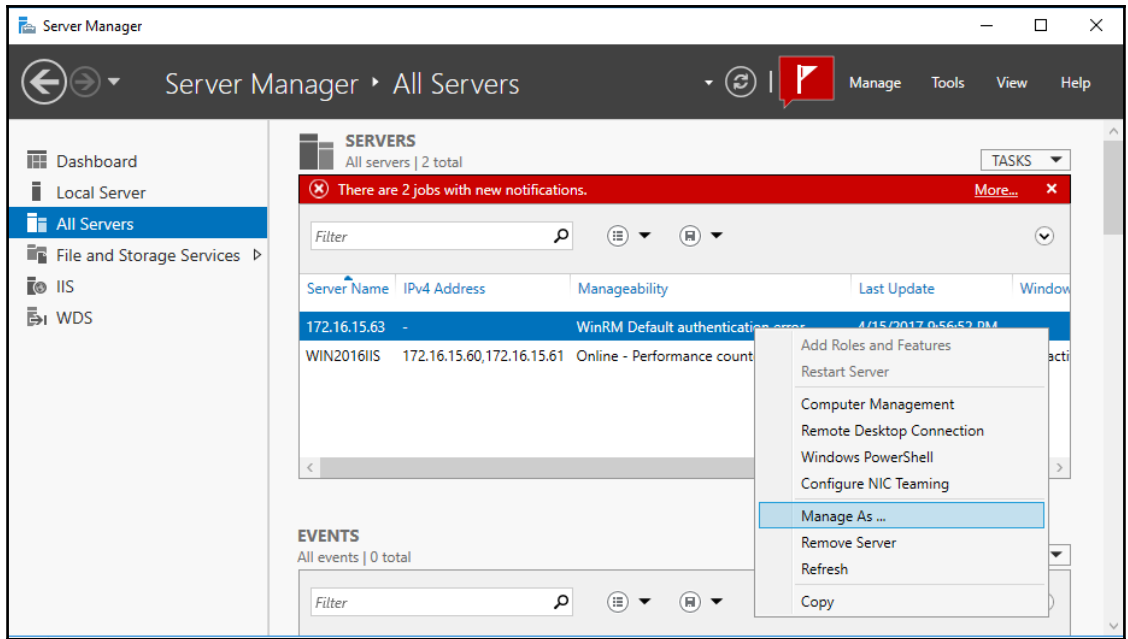 Server Manager
Server Manager ‣ All Servers
Manage Tools View Help
Dashboard
Local Server
All Servers
File and Storage Services
IIS
WDS
SERVERS
All servers | 2 total
TASKS
There are 2 jobs with new notifications.
More...
Filter
Server Name IPv4 Address Manageability Last Update Window
172.16.15.63 - WinRM Default authentication error 4/15/2017 9:56:52 PM
WIN2016IIS 172.16.15.60,172.16.15.61 Online - Performance count acti
Add Roles and Features
Restart Server
Computer Management
Remote Desktop Connection
Windows PowerShell
Configure NIC Teaming
Manage As ...
Remove Server
Refresh
Copy
EVENTS
All events | 0 total
Filter